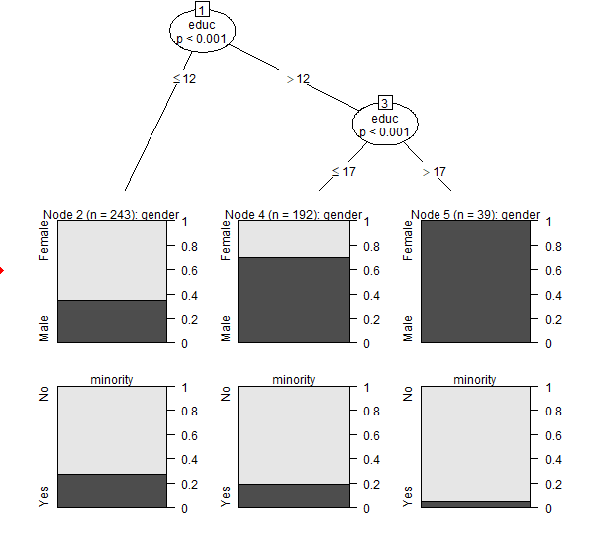 1
educ
p < 0.001
≤ 12
> 12
3
educ
p < 0.001
≤ 17
> 17
Node 2 (n = 243): gender
Female
Male
1
0.8
0.6
0.4
0.2
0
Node 4 (n = 192): gender
Female
Male
1
0.8
0.6
0.4
0.2
0
Node 5 (n = 39): gender
Female
Male
1
0.8
0.6
0.4
0.2
0
minority
No
Yes
1
0.8
0.6
0.4
0.2
0
minority
No
Yes
1
0.8
0.6
0.4
0.2
0
minority
No
Yes
1
0.8
0.6
0.4
0.2
0